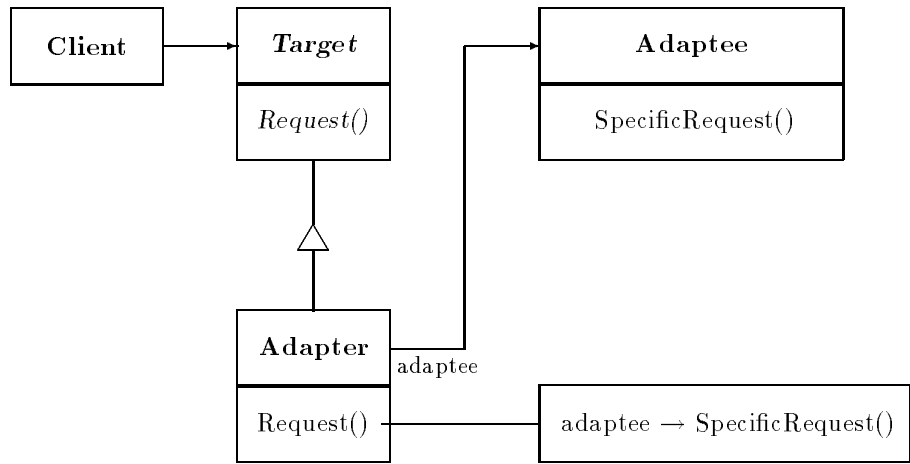 Client
Target
Adaptee
Request()
SpecificRequest()
Adapter
adaptee
Request()
adaptee → SpecificRequest()